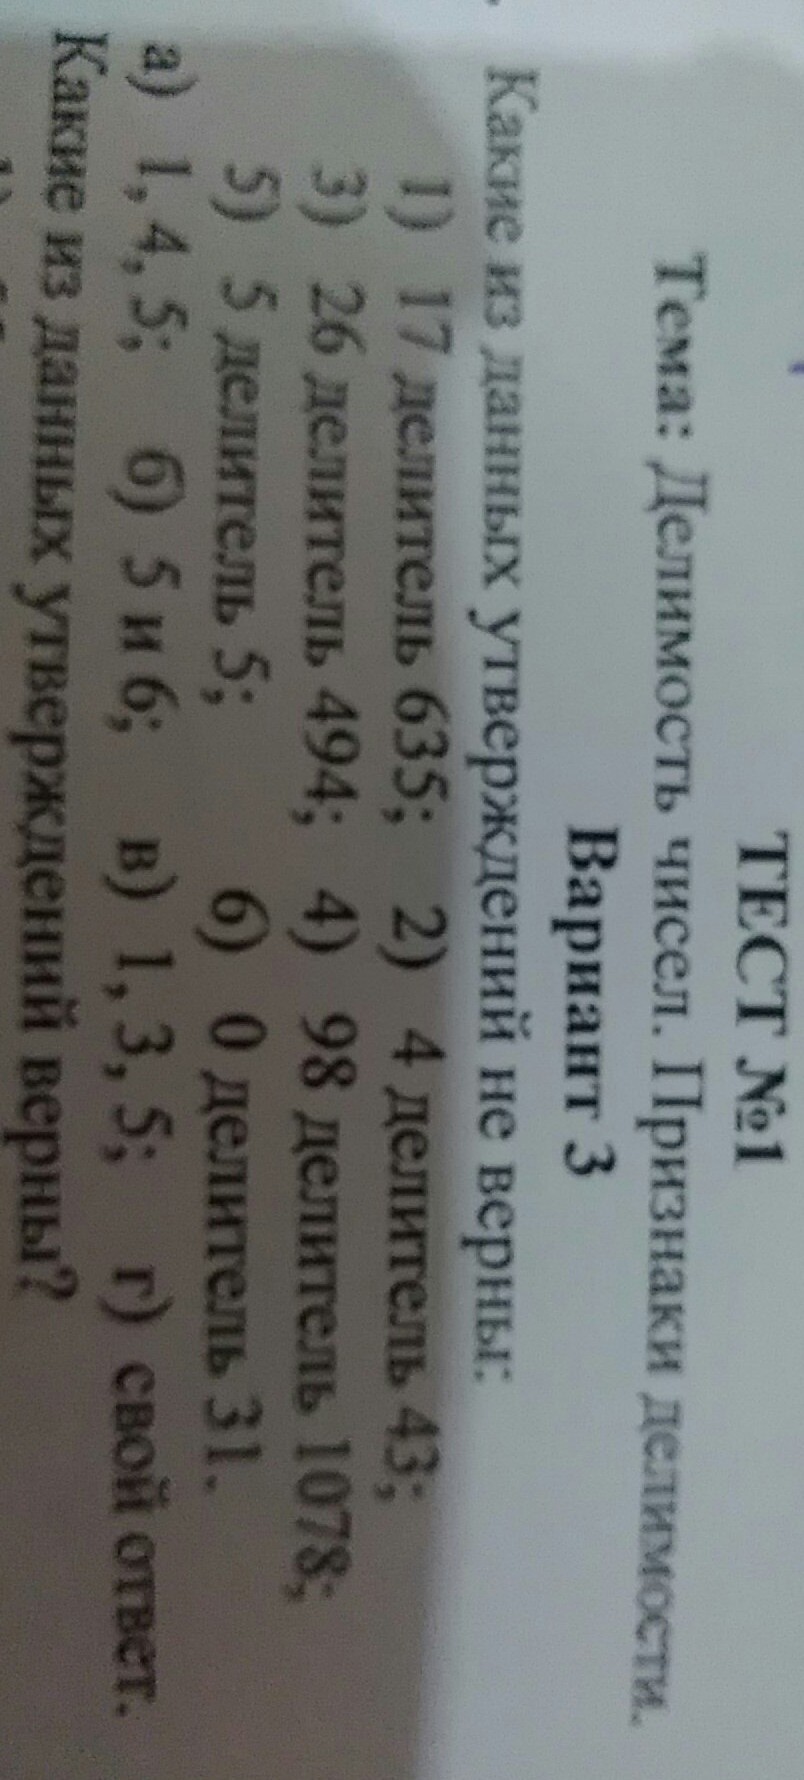 ТЕСТ №1
Тема: Делимость чисел. Признаки делимости.
Вариант 3
Какие из данных утверждений не верны:
1) 17 делитель 635; 2) 4 делитель 43;
3) 26 делитель 494; 4) 98 делитель 1078;
5) 5 делитель 5; 6) 0 делитель 31.
а) 1, 4, 5; б) 5 и 6; в) 1, 3, 5; г) свой ответ.
Какие из данных утверждений верны?